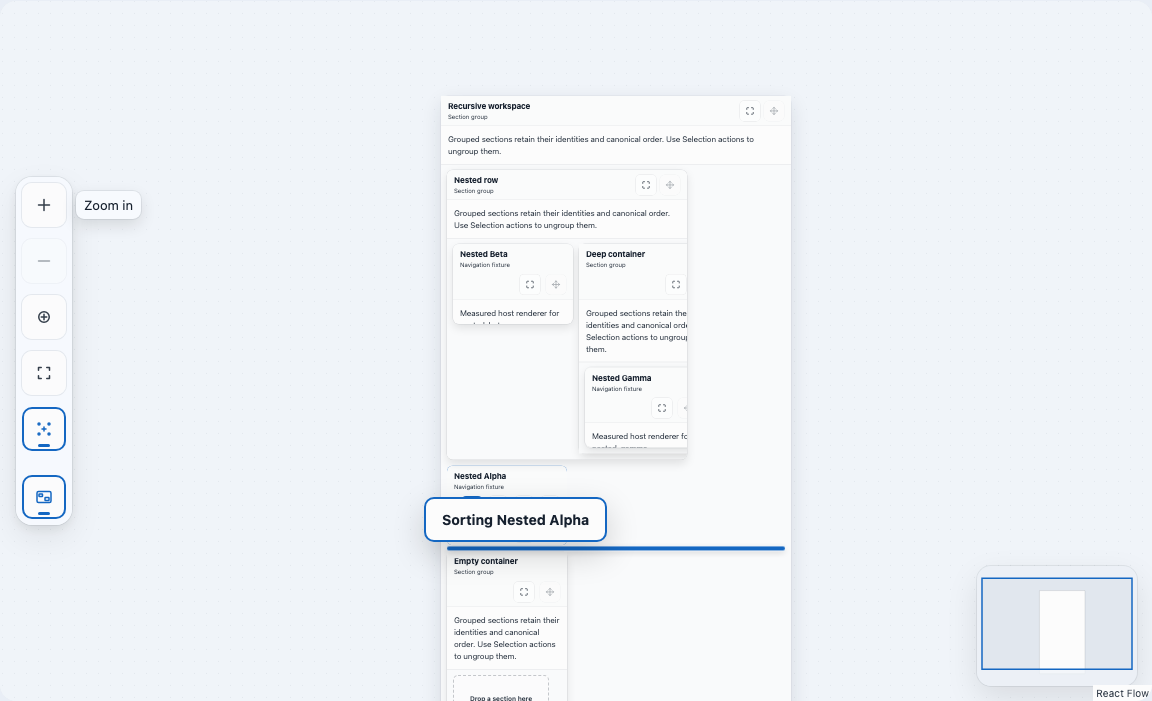 Recursive workspace
Section group
Grouped sections retain their identities and canonical order. Use Selection actions to
ungroup them.
Nested row
Section group
Grouped sections retain their identities and canonical order.
Use Selection actions to ungroup them.
Nested Beta
Navigation fixture
Measured host renderer for
Deep container
Section group
Grouped sections retain the
identities and canonical
Selection actions to
them.
Nested Gamma
Navigation fixture
Measured host renderer
Nested Alpha
Navigation fixture
Sorting Nested Alpha
Empty container
Section group
Grouped sections retain their
identities and canonical
order. Use Selection actions
to ungroup them.
Drop a section here
Zoom in
React Flow